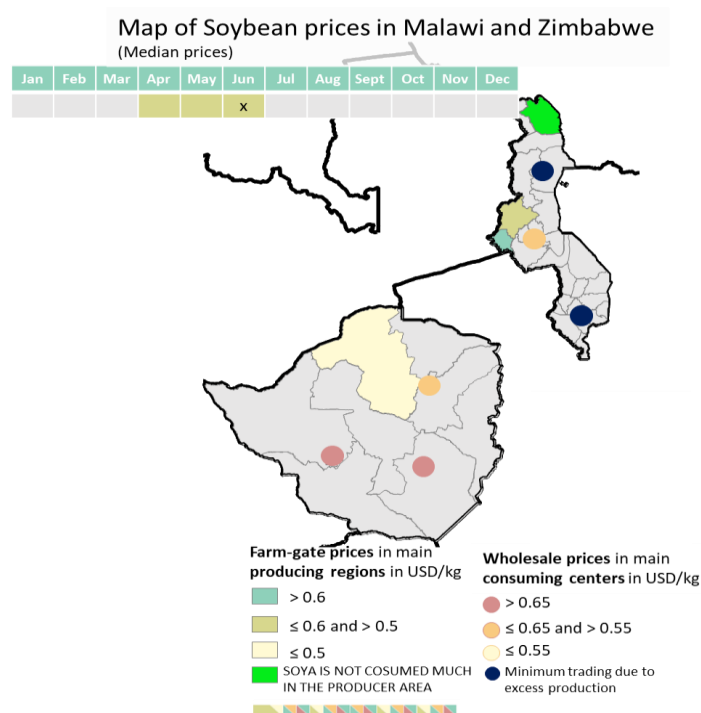 Map of Soybean prices in Malawi and Zimbabwe
(Median prices)
Jan Feb Mar Apr May Jun Jul Aug Sept Oct Nov Dec
x
Farm-gate prices in main
producing regions in USD/kg
> 0.6
≤ 0.6 and > 0.5
≤ 0.5
SOYA IS NOT COSUMED MUCH
IN THE PRODUCER AREA
Wholesale prices in main
consuming centers in USD/kg
> 0.65
≤ 0.65 and > 0.55
≤ 0.55
Minimum trading due to
excess production